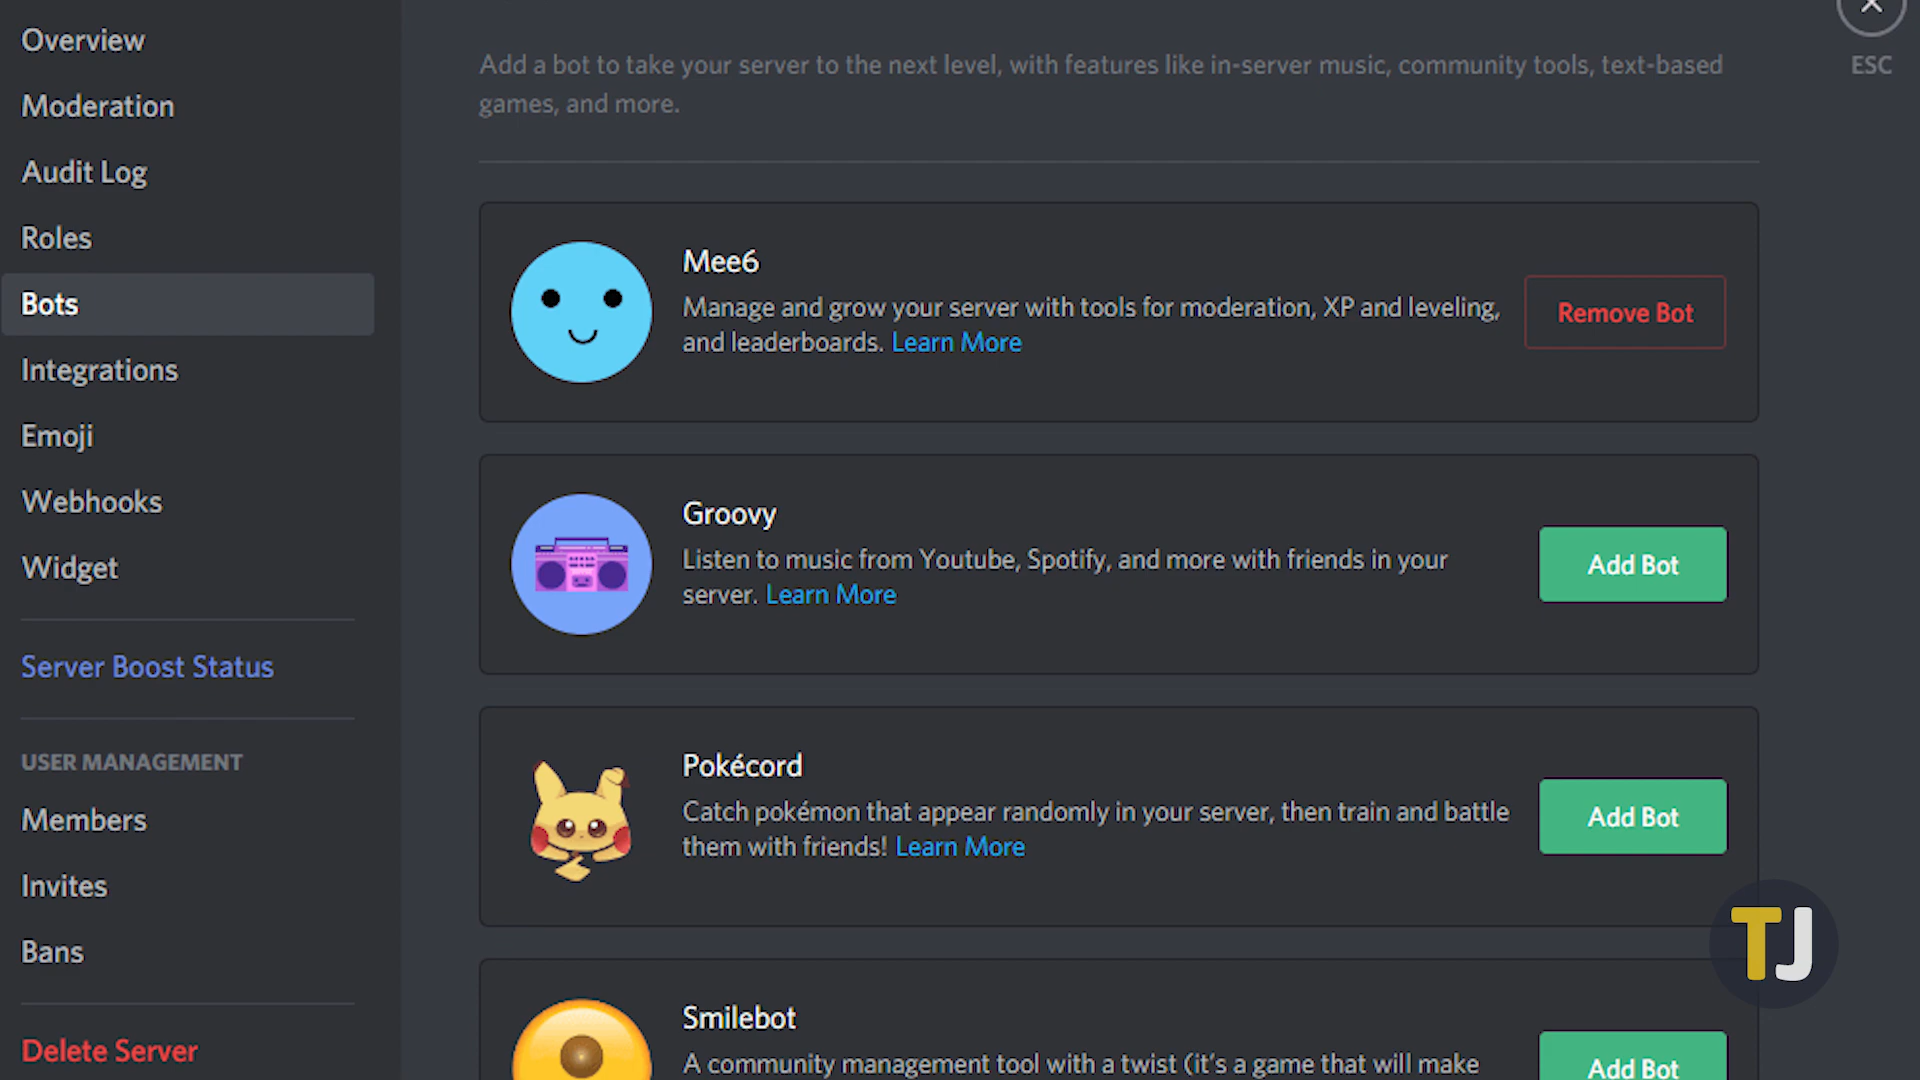 Overview
Moderation
Audit Log
Roles
Bots
Integrations
Emoji
Webhooks
Widget
Server Boost Status
USER MANAGEMENT
Members
Invites
Bans
Delete Server
ESC
Add a bot to take your server to the next level, with features like in-server music, community tools, text-based
games, and more.
Mee6
Manage and grow your server with tools for moderation, XP and leveling,
and leaderboards. Learn More
Remove Bot
Groovy
Listen to music from Youtube, Spotify, and more with friends in your
server. Learn More
Add Bot
Pokécord
Catch pokémon that appear randomly in your server, then train and battle
them with friends! Learn More
Add Bot
Smilebot
A community management tool with a twist (it's a game that will make
Add Bot
TJ